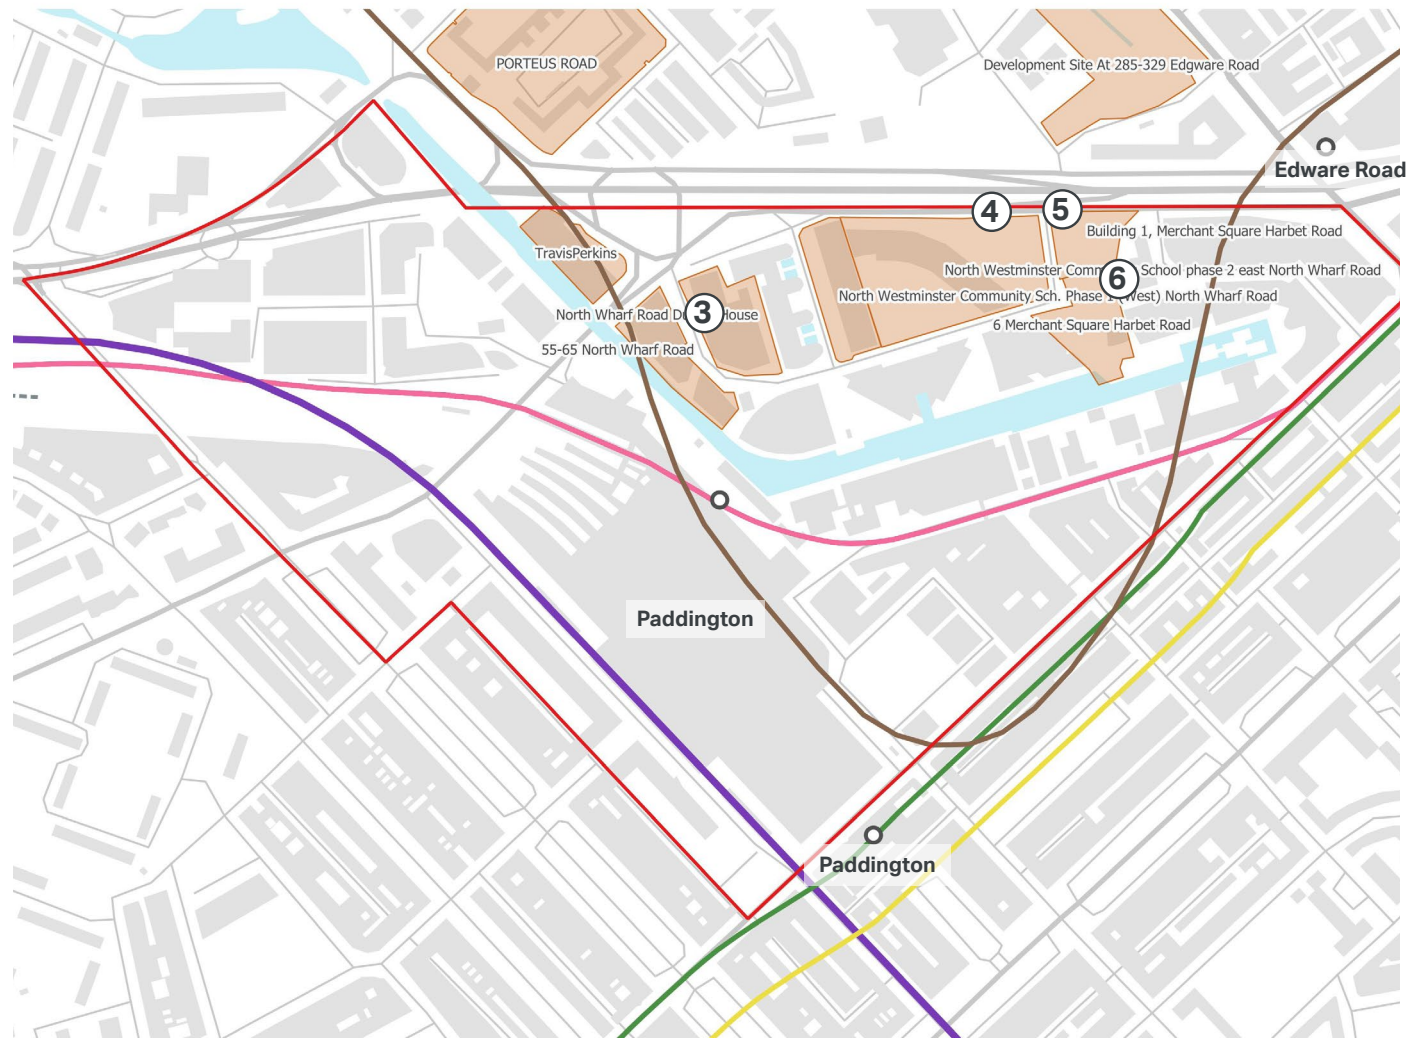 PORTEUS ROAD
Development Site At 285-329 Edgware Road
Edware Road
4
5
Building 1, Merchant Square Harbet Road
TravisPerkins
North Westminster Comm
School phase 2 east North Wharf Road
6
North Westminster Community Sch. Phase 1 (West) North Wharf Road
North Wharf Road
3
House
6 Merchant Square Harbet Road
55-65 North Wharf Road
Paddington
Paddington